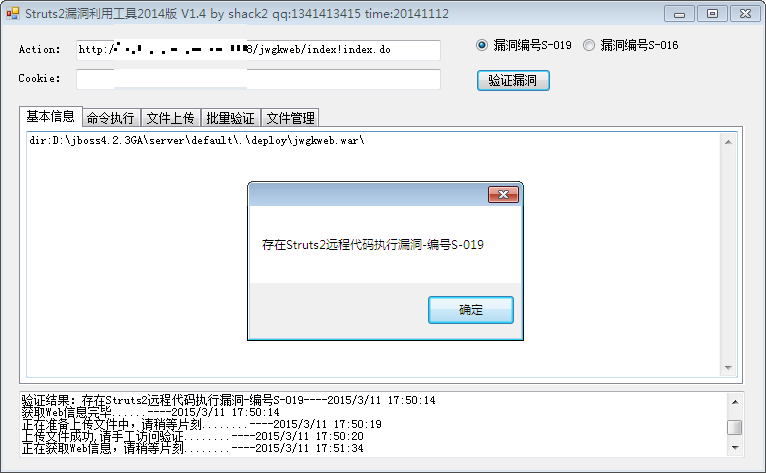 Struts2漏洞利用工具2014版 V1.4 by shack2 qq:1341413415 time:20141112
Action: http:/ 8/jwgkweb/index!index.do
漏洞编号S-019 漏洞编号S-016
Cookie:
验证漏洞
基本信息 命令执行 文件上传 批量验证 文件管理
dir:D:\jboss4.2.3GA\server\default\.\deploy\jwgkweb.war\
存在Struts2远程代码执行漏洞-编号S-019
确定
验证结果: 存在Struts2远程代码执行漏洞-编号S-019----2015/3/11 17:50:14
获取Web信息完毕......----2015/3/11 17:50:14
正在准备上传文件中，请稍等片刻........----2015/3/11 17:50:19
上传文件成功,请手工访问验证........----2015/3/11 17:50:20
正在获取Web信息，请稍等片刻........----2015/3/11 17:51:34